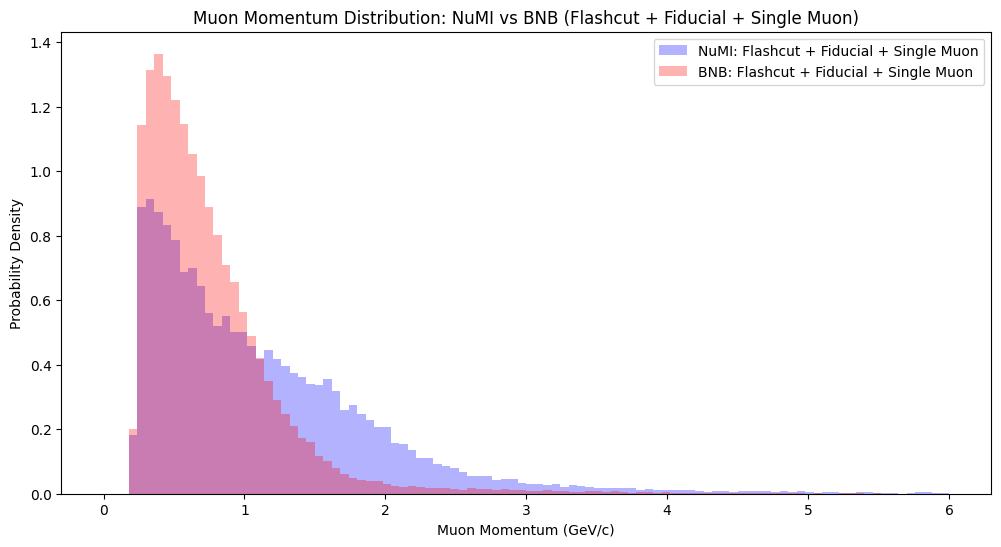 Muon Momentum Distribution: NuMI vs BNB (Flashcut + Fiducial + Single Muon)
NuMI: Flashcut + Fiducial + Single Muon
BNB: Flashcut + Fiducial + Single Muon
Probability Density
1.4
1.2
1.0
0.8
0.6
0.4
0.2
0.0
0 1 2 3 4 5 6
Muon Momentum (GeV/c)